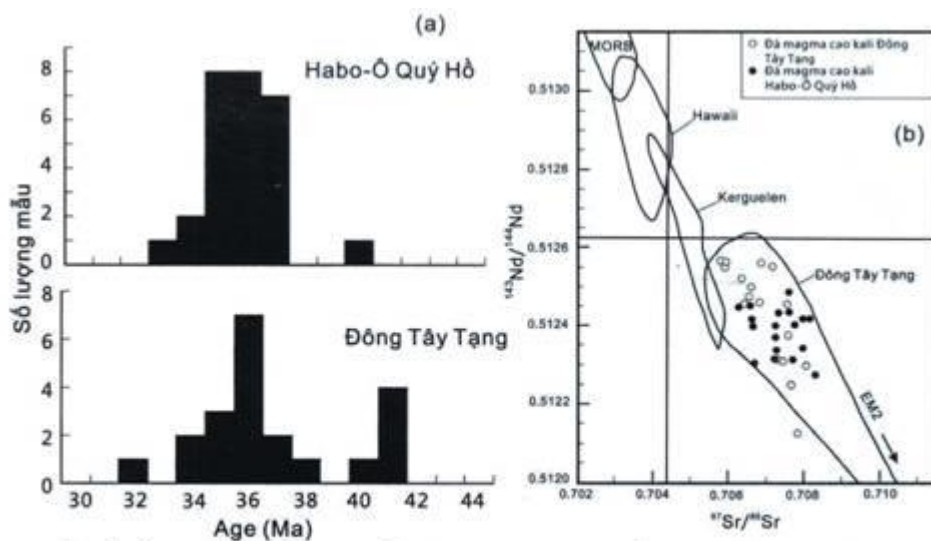 (a)
Habo-Ô Quý Hồ
8
6
4
2
0
Số lượng mẫu
Đông Tây Tạng
8
6
4
2
0
30 32 34 36 38 40 42 44
Age (Ma)
(b)
MORB
Đá magma cao kali Đông
Tây Tạng
Đá magma cao kali
Habo-Ô Quý Hồ
Hawaii
Kerguelen
Đông Tây Tạng
EM2
0.5130
0.5128
0.5126
0.5124
0.5122
0.5120
¹⁴³Nd/¹⁴⁴Nd
0.702 0.704 0.706 0.708 0.710
⁸⁷Sr/⁸⁶Sr